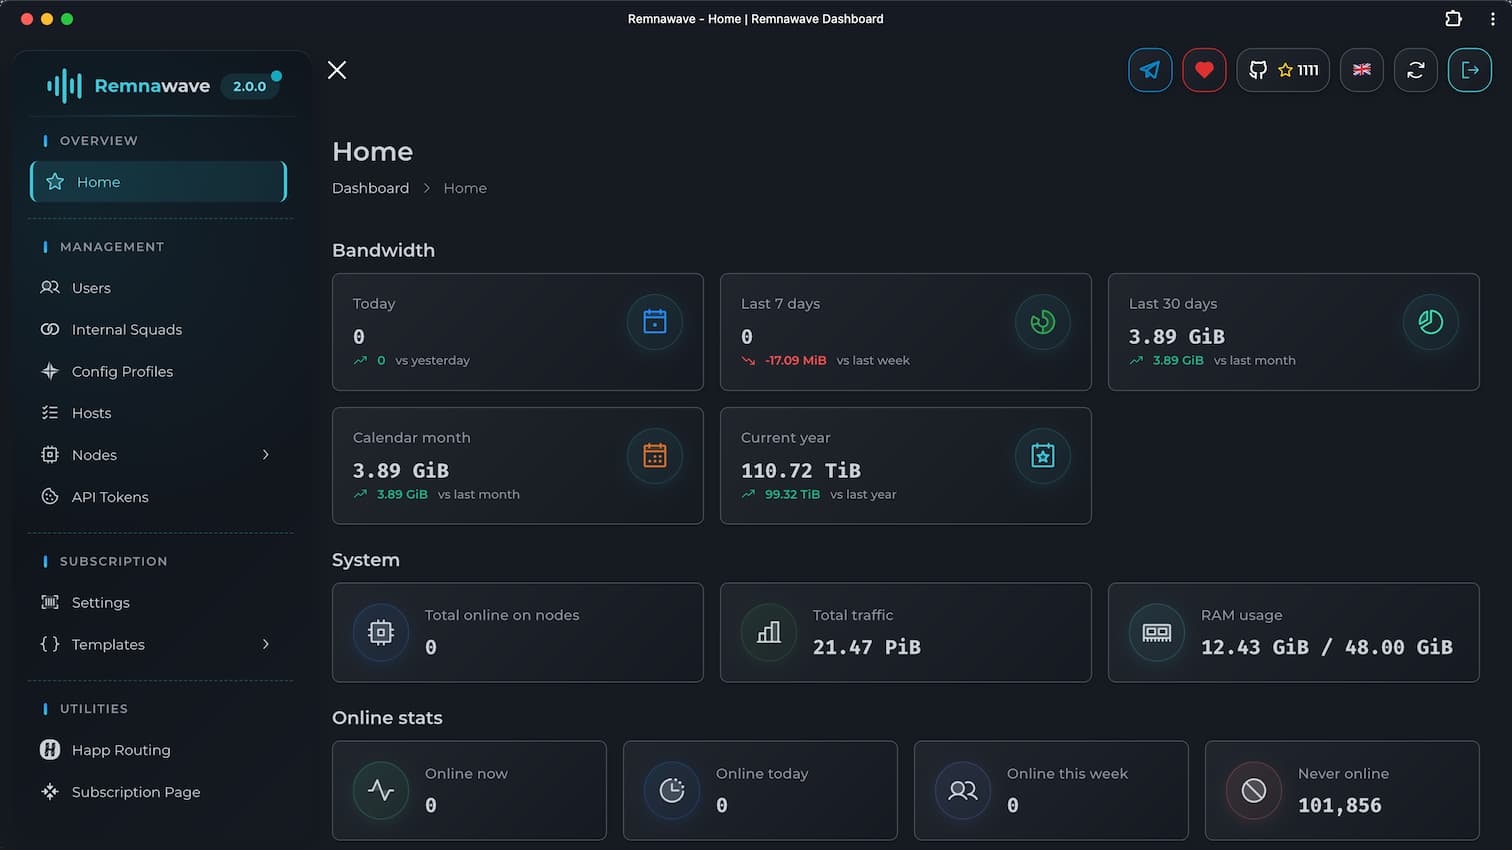 Remnawave - Home | Remnawave Dashboard
Remnawave 2.0.0
1111
OVERVIEW
Home
MANAGEMENT
Users
Internal Squads
Config Profiles
Hosts
Nodes
API Tokens
SUBSCRIPTION
Settings
Templates
UTILITIES
Happ Routing
Subscription Page
Home
Dashboard > Home
Bandwidth
Today
0
0 vs yesterday
Last 7 days
0
-17.09 MiB vs last week
Last 30 days
3.89 GiB
3.89 GiB vs last month
Calendar month
3.89 GiB
3.89 GiB vs last month
Current year
110.72 TiB
99.32 TiB vs last year
System
Total online on nodes
0
Total traffic
21.47 PiB
RAM usage
12.43 GiB / 48.00 GiB
Online stats
Online now
0
Online today
0
Online this week
0
Never online
101,856